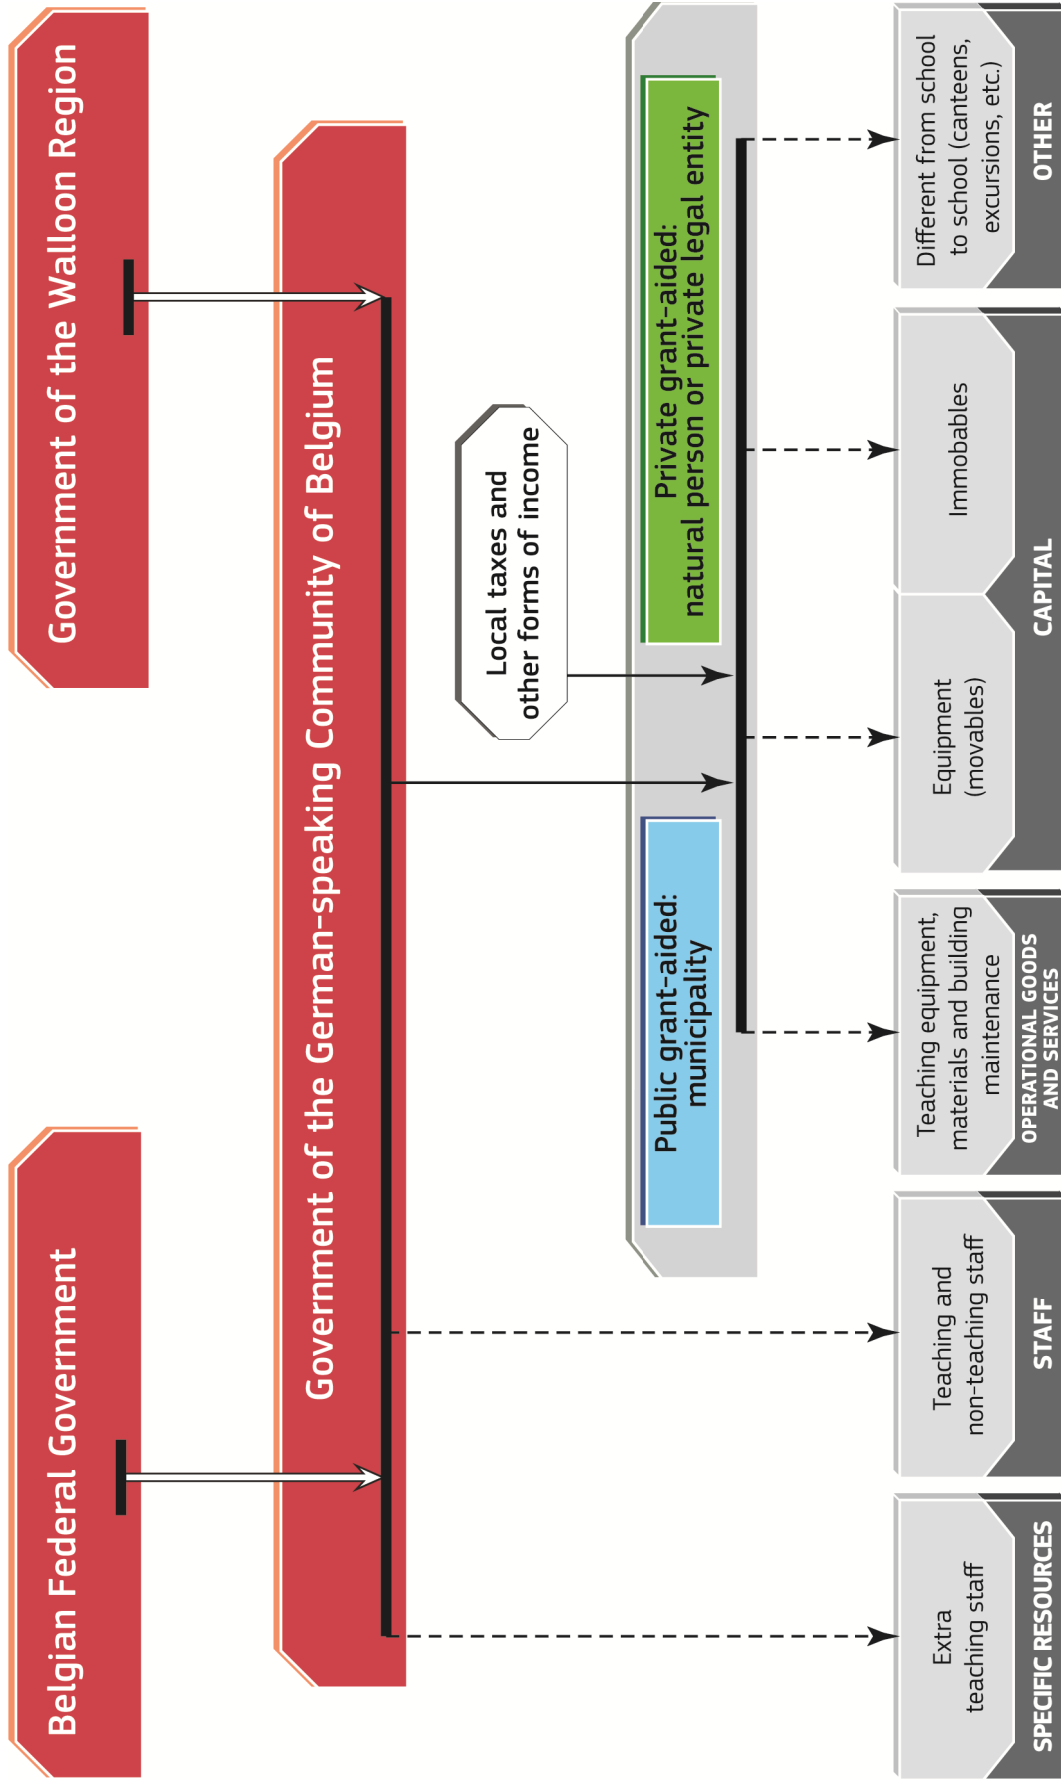 Belgian Federal Government
Government of the Walloon Region
Government of the German-speaking Community of Belgium
Local taxes and
other forms of income
Public grant-aided:
municipality
Private grant-aided:
natural person or private legal entity
Extra
teaching staff
SPECIFIC RESOURCES
Teaching and
non-teaching staff
STAFF
Teaching equipment,
materials and building
maintenance
OPERATIONAL GOODS
AND SERVICES
Equipment
(movables)
Immobables
CAPITAL
Different from school
to school (canteens,
excursions, etc.)
OTHER